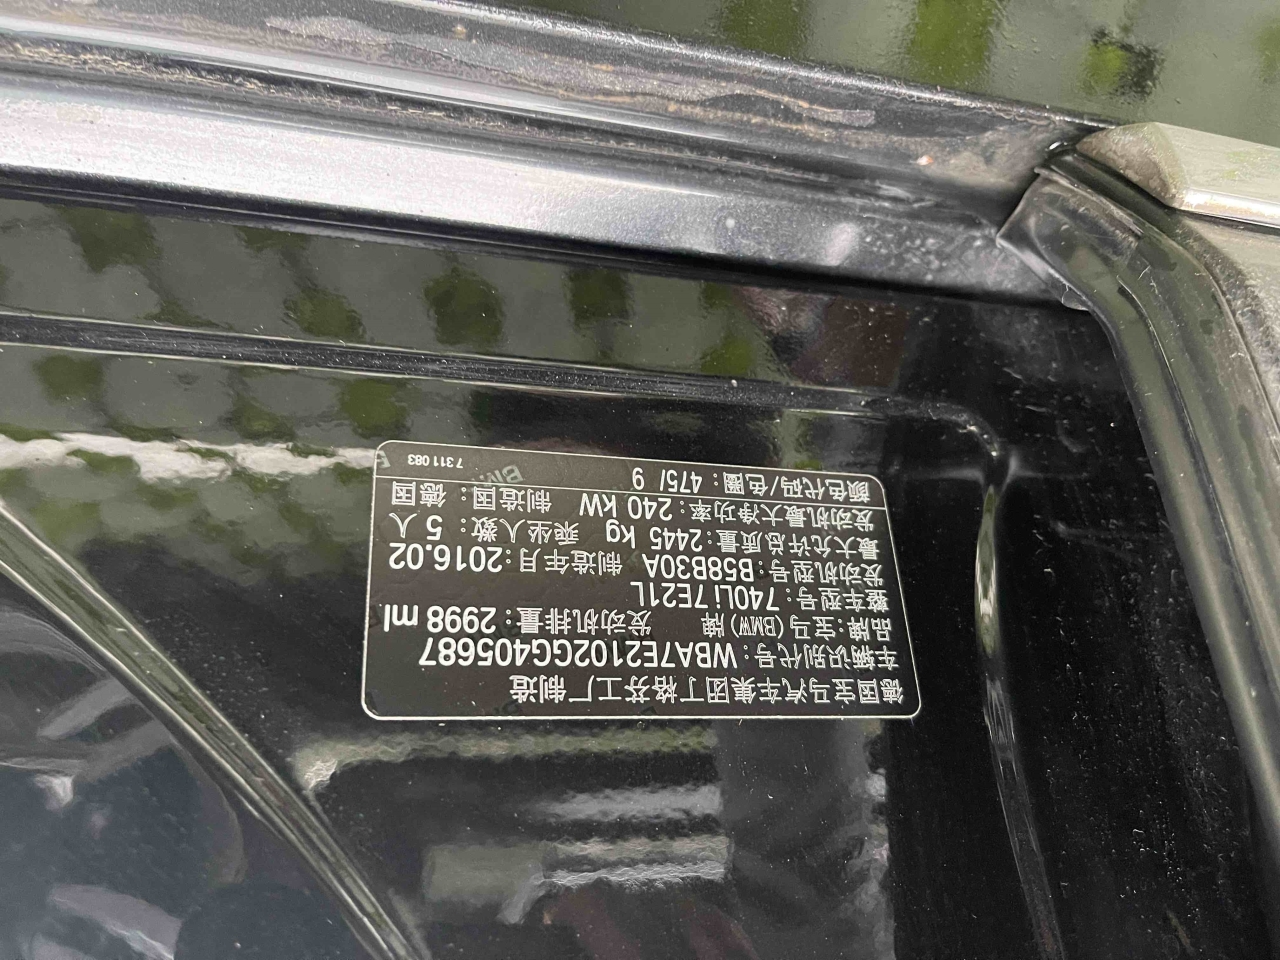 德国宝马汽车集团丁格芬工厂制造
车辆识别代号：WBA7E2102GG405687
品牌：宝马(BMW)牌 发动机排量：2998 ml
整车型号：740Li 7E21L
发动机型号：B58B30A 制造年月：2016.02
最大允许总质量：2445 kg 乘坐人数：5 人
发动机最大净功率：240 kW 制造国：德国
颜色代码/色圈：475/ 9
7 311 083